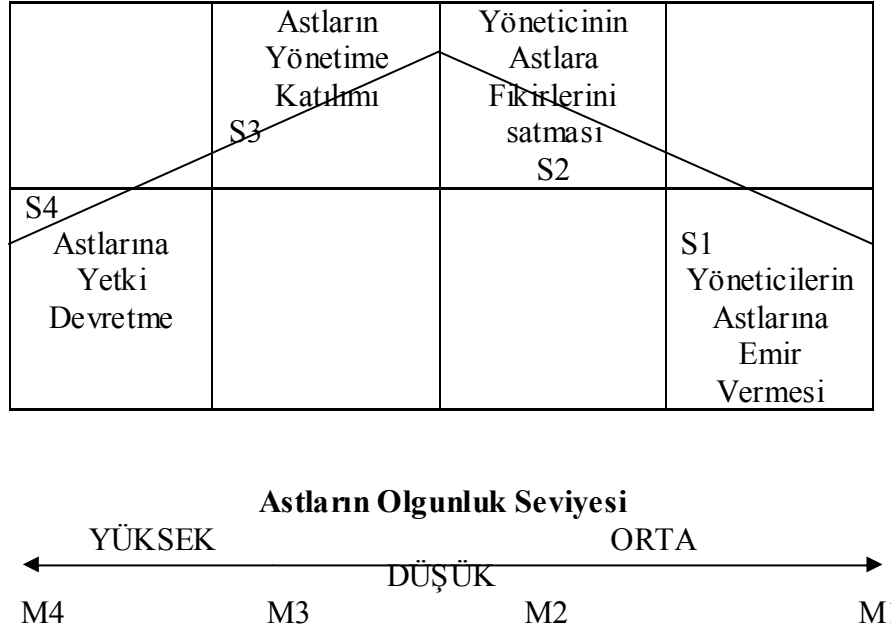 Astların
Yönetime
Katılımı
S3
Yöneticinin
Astlara
Fikirlerini
satması
S2
S4
Astlarına
Yetki
Devretme
S1
Yöneticilerin
Astlarına
Emir
Vermesi
Astların Olgunluk Seviyesi
YÜKSEK ORTA
DÜŞÜK
M4 M3 M2 M1